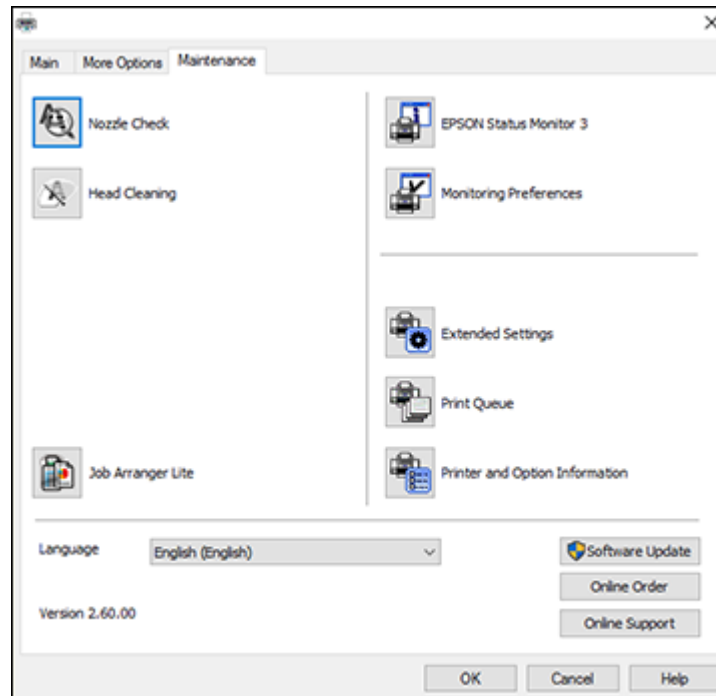 Main More Options Maintenance
Nozzle Check
EPSON Status Monitor 3
Head Cleaning
Monitoring Preferences
Extended Settings
Print Queue
Job Arranger Lite
Printer and Option Information
Language English (English) Software Update
Online Order
Version 2.60.00
Online Support
OK Cancel Help